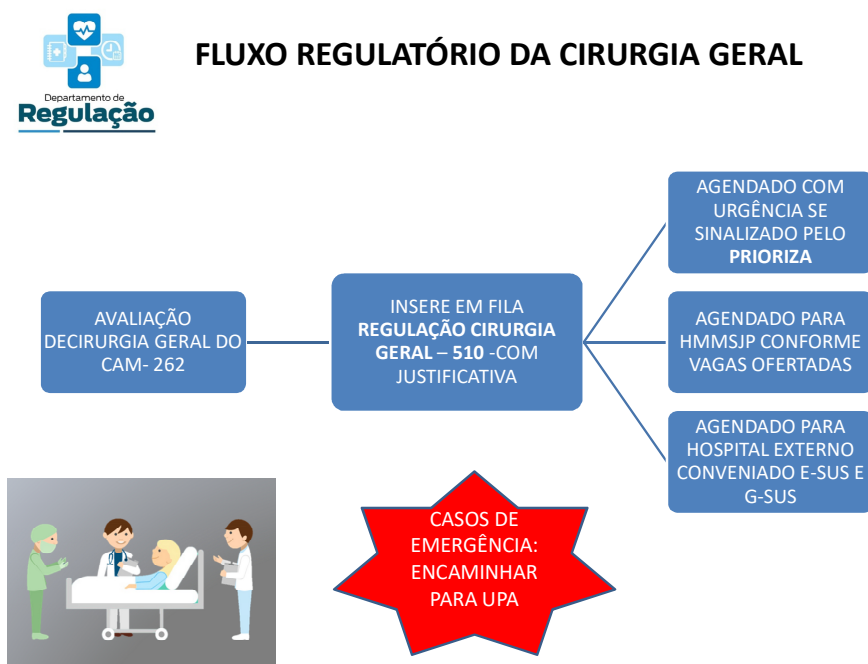 Departamento de
Regulação
FLUXO REGULATÓRIO DA CIRURGIA GERAL
AVALIAÇÃO
DECIRURGIA GERAL DO
CAM- 262
INSERE EM FILA
REGULAÇÃO CIRURGIA
GERAL – 510 -COM
JUSTIFICATIVA
AGENDADO COM
URGÊNCIA SE
SINALIZADO PELO
PRIORIZA
AGENDADO PARA
HMMSJP CONFORME
VAGAS OFERTADAS
AGENDADO PARA
HOSPITAL EXTERNO
CONVENIADO E-SUS E
G-SUS
CASOS DE
EMERGÊNCIA:
ENCAMINHAR
PARA UPA